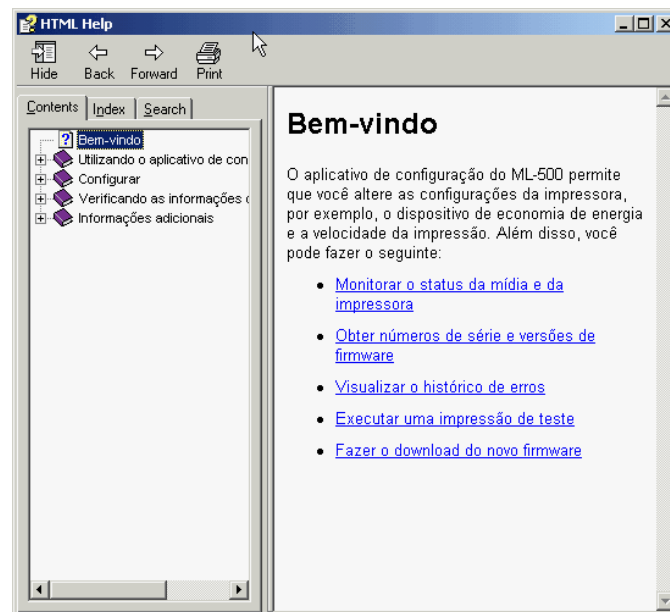 HTML Help
Hide Back Forward Print
Contents Index Search
Bem-vindo
Utilizando o aplicativo de con
Configurar
Verificando as informações
Informações adicionais
Bem-vindo
O aplicativo de configuração do ML-500 permite
que você altere as configurações da impressora,
por exemplo, o dispositivo de economia de energia
e a velocidade da impressão. Além disso, você
pode fazer o seguinte:
• Monitorar o status da mídia e da
impressora
• Obter números de série e versões de
firmware
• Visualizar o histórico de erros
• Executar uma impressão de teste
• Fazer o download do novo firmware